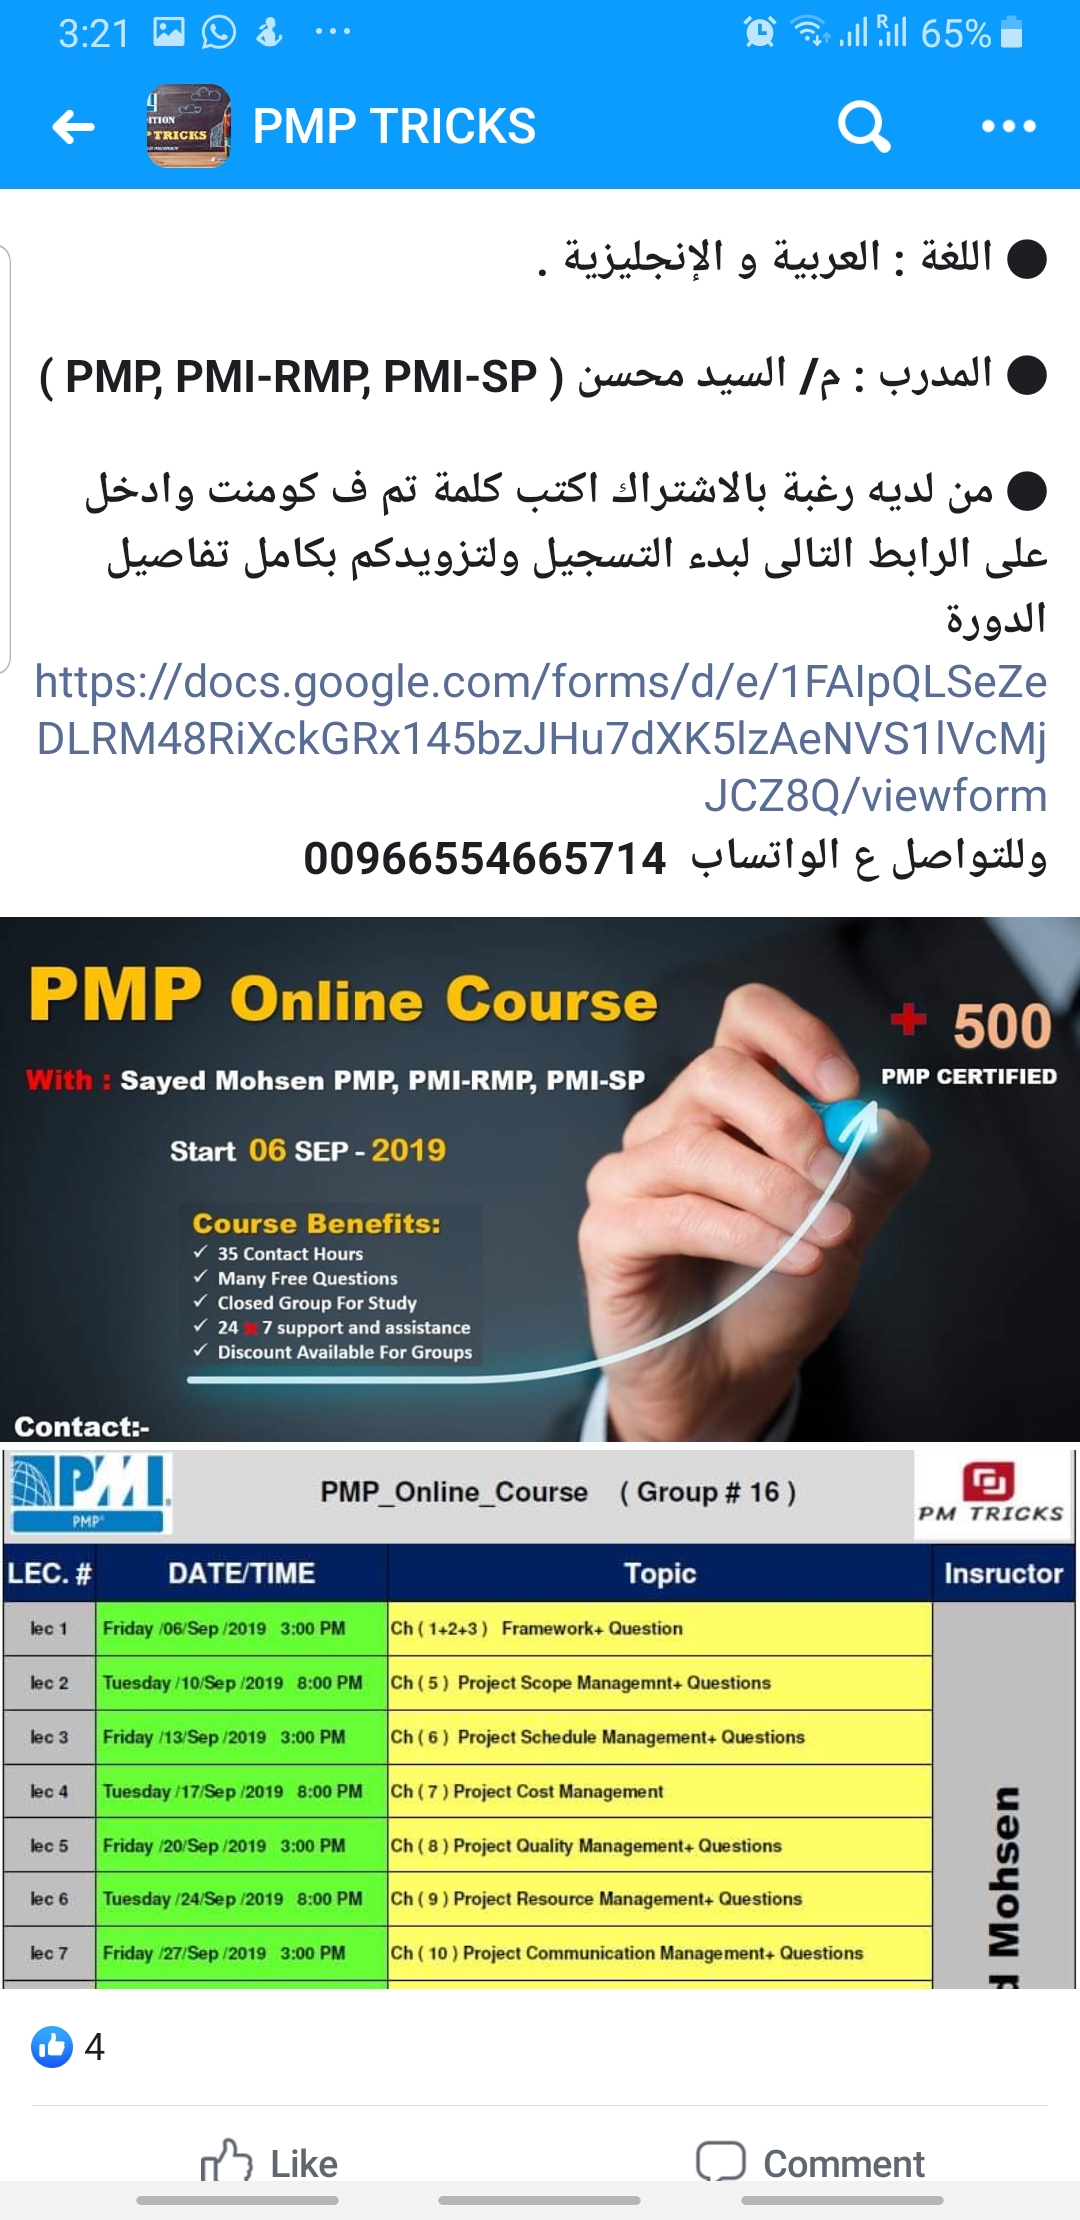 3:21
65%
PMP TRICKS
● اللغة : العربية و الإنجليزية .
● المدرب : م/ السيد محسن ( PMP, PMI-RMP, PMI-SP )
● من لديه رغبة بالاشتراك اكتب كلمة تم ف كومنت وادخل
على الرابط التالى لبدء التسجيل ولتزويدكم بكامل تفاصيل
الدورة
https://docs.google.com/forms/d/e/1FAIpQLSeZe
DLRM48RiXckGRx145bzJHu7dXK5lzAeNVS1lVcMj
JCZ8Q/viewform
وللتواصل ع الواتساب 00966554665714
PMP Online Course
+ 500
With : Sayed Mohsen PMP, PMI-RMP, PMI-SP
PMP CERTIFIED
Start 06 SEP - 2019
Course Benefits:
✓ 35 Contact Hours
✓ Many Free Questions
✓ Closed Group For Study
✓ 24 × 7 support and assistance
✓ Discount Available For Groups
Contact:-
PMI
PMP
PMP_Online_Course ( Group # 16 )
PM TRICKS
LEC. # DATE/TIME Topic Insructor
lec 1 Friday /06/Sep /2019 3:00 PM Ch ( 1+2+3 ) Framework+ Question
lec 2 Tuesday /10/Sep /2019 8:00 PM Ch ( 5 ) Project Scope Managemnt+ Questions
lec 3 Friday /13/Sep /2019 3:00 PM Ch ( 6 ) Project Schedule Management+ Questions
lec 4 Tuesday /17/Sep /2019 8:00 PM Ch ( 7 ) Project Cost Management
lec 5 Friday /20/Sep /2019 3:00 PM Ch ( 8 ) Project Quality Management+ Questions
lec 6 Tuesday /24/Sep /2019 8:00 PM Ch ( 9 ) Project Resource Management+ Questions
lec 7 Friday /27/Sep /2019 3:00 PM Ch ( 10 ) Project Communication Management+ Questions
Mohsen
4
Like
Comment